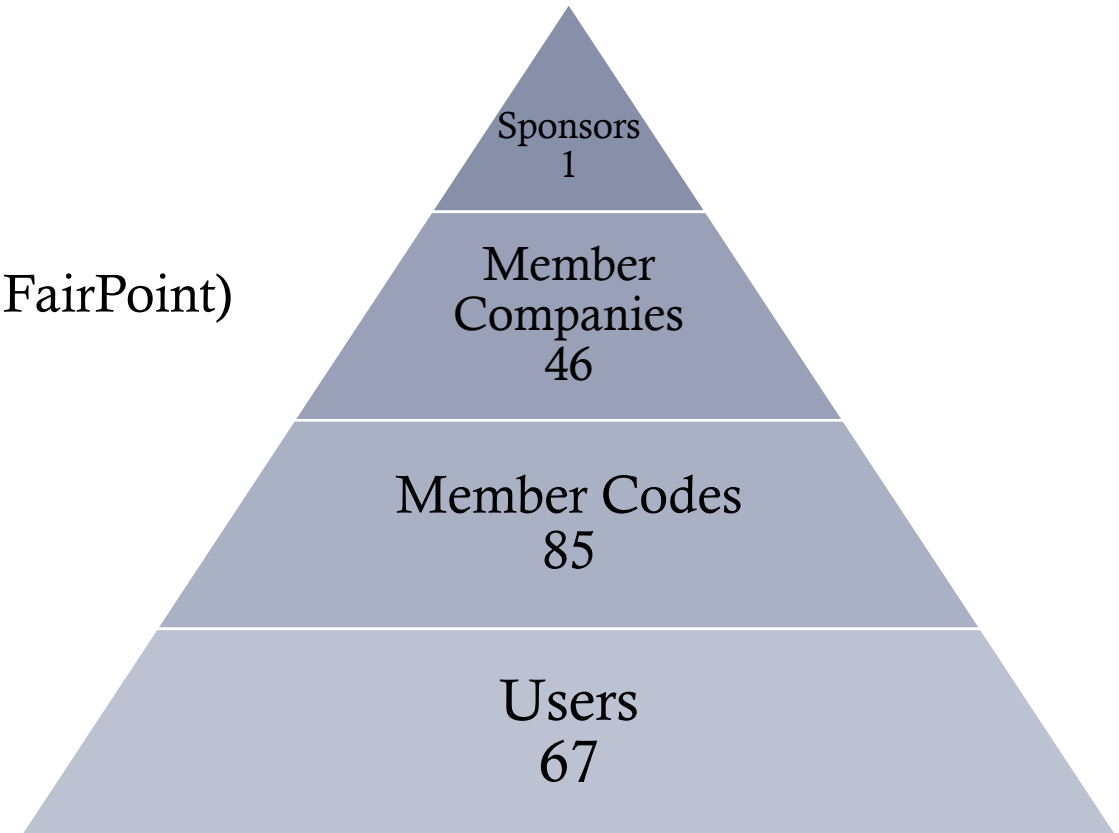 Sponsors
1
Member
FairPoint)
Companies
46
Member Codes
85
Users
67